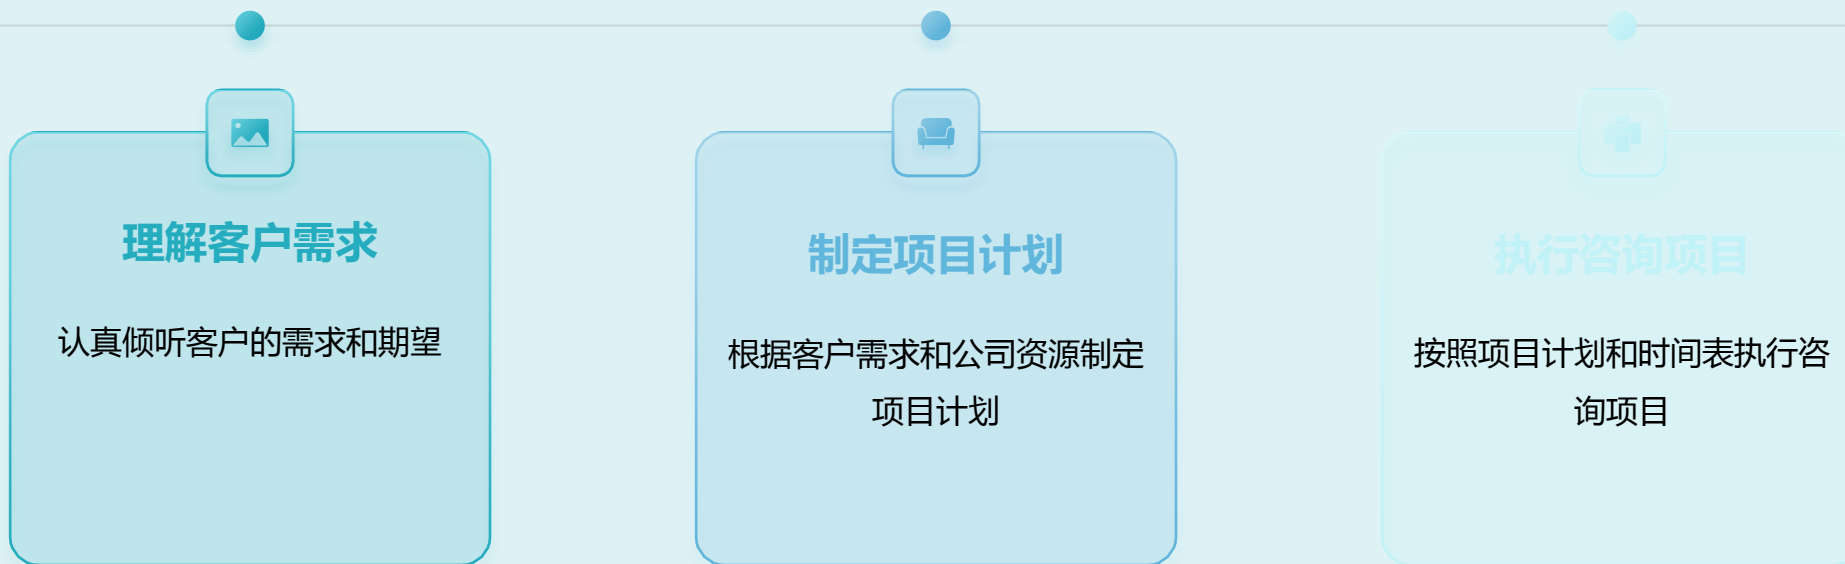 理解客户需求
认真倾听客户的需求和期望
制定项目计划
根据客户需求和公司资源制定
项目计划
执行咨询项目
按照项目计划和时间表执行咨
询项目